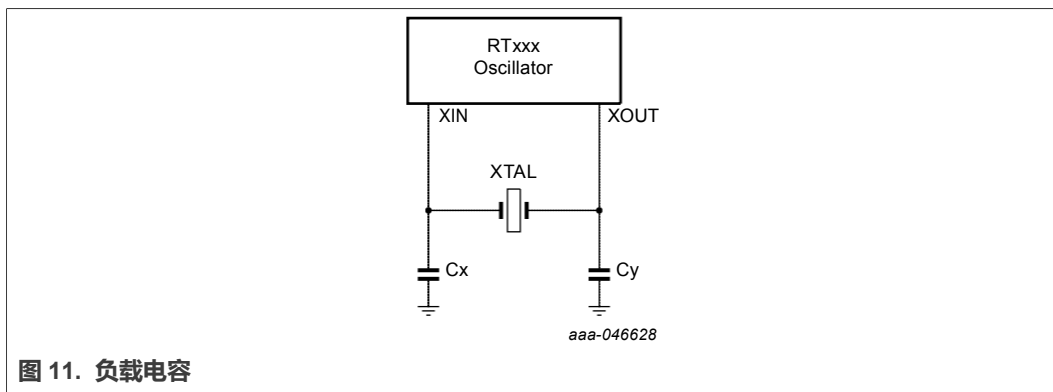 RTxxx
Oscillator
XIN
XOUT
XTAL
Cx
Cy
aaa-046628
图 11. 负载电容